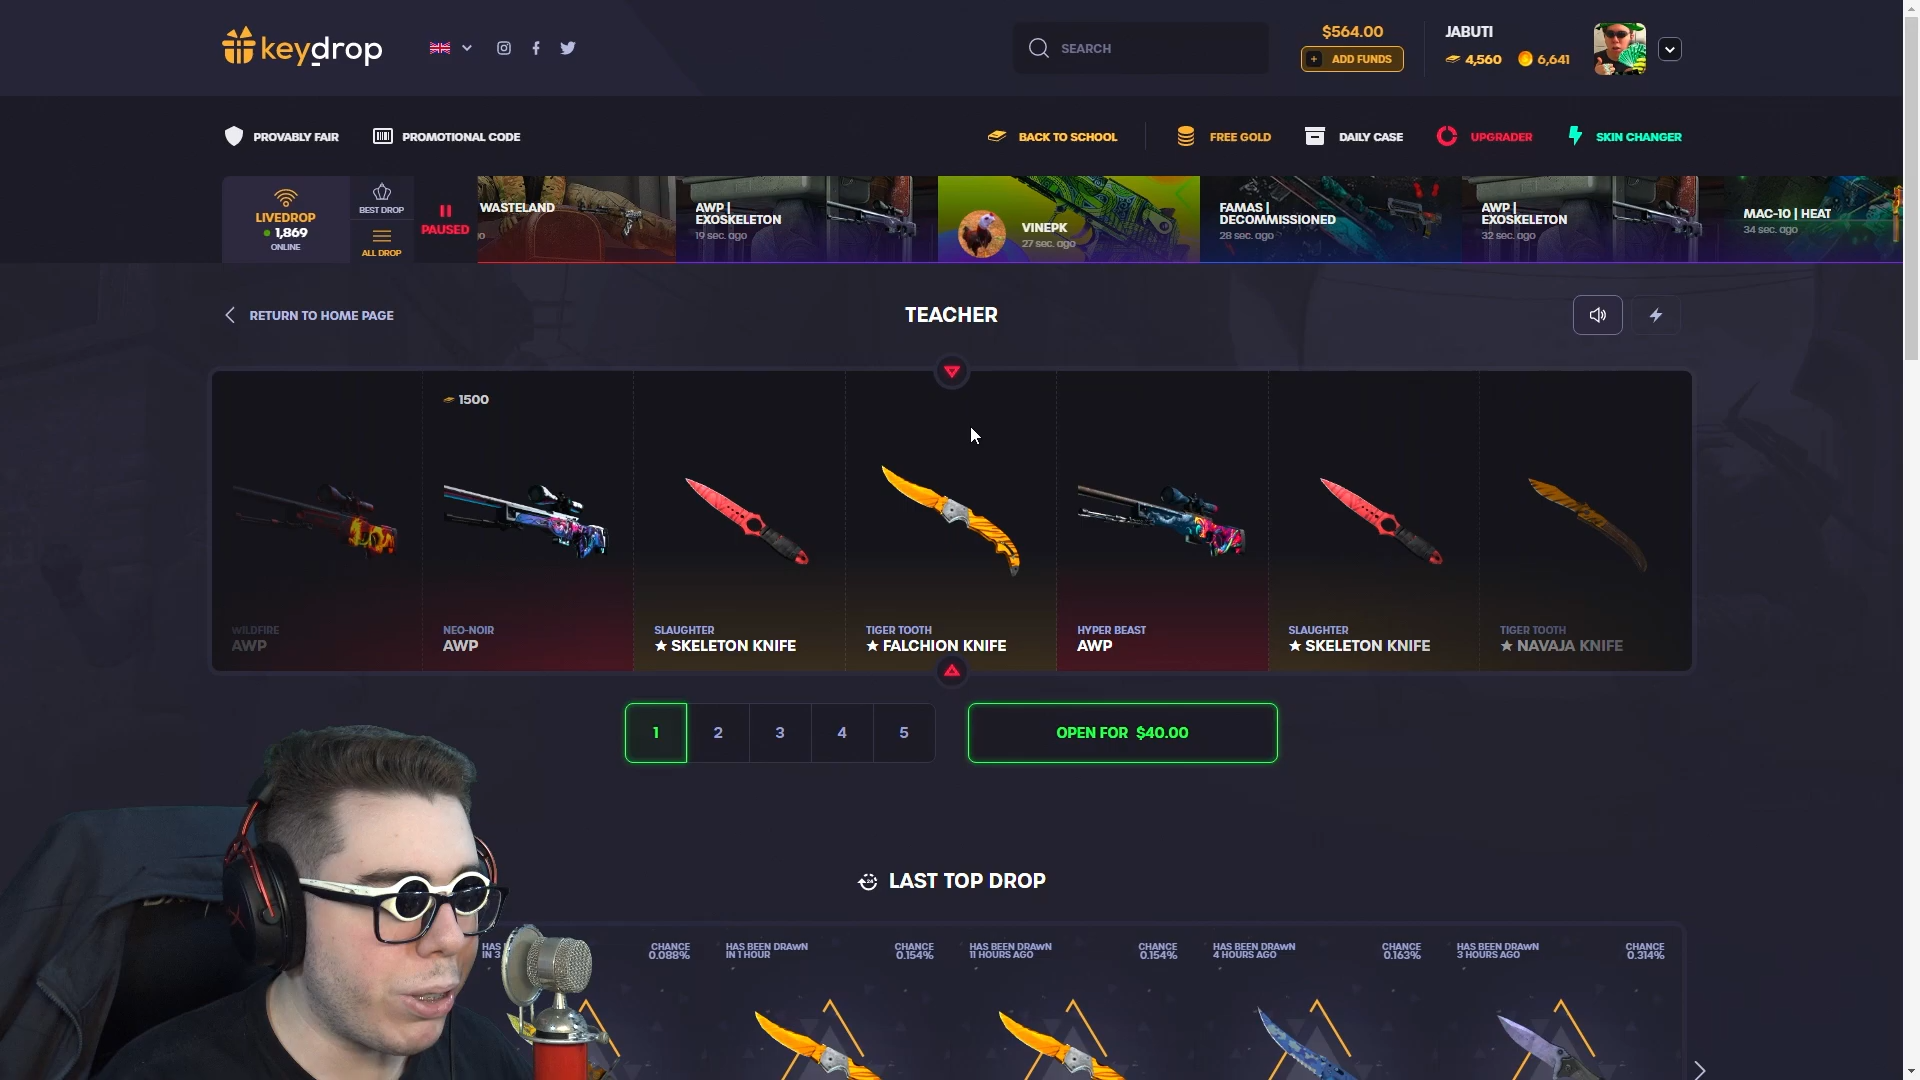 keydrop
SEARCH
$564.00
+ ADD FUNDS
JABUTI
4,560
6,641
PROVABLY FAIR
PROMOTIONAL CODE
BACK TO SCHOOL
FREE GOLD
DAILY CASE
UPGRADER
SKIN CHANGER
LIVEDROP
1,869
ONLINE
BEST DROP
ALL DROP
PAUSED
WASTELAND
AWP |
EXOSKELETON
19 sec. ago
VINEPK
27 sec. ago
FAMAS |
DECOMMISSIONED
28 sec. ago
AWP |
EXOSKELETON
32 sec. ago
MAC-10 | HEAT
34 sec. ago
RETURN TO HOME PAGE
TEACHER
1500
WILDFIRE
AWP
NEO-NOIR
AWP
SLAUGHTER
★ SKELETON KNIFE
TIGER TOOTH
★ FALCHION KNIFE
HYPER BEAST
AWP
SLAUGHTER
★ SKELETON KNIFE
TIGER TOOTH
★ NAVAJA KNIFE
1 2 3 4 5
OPEN FOR $40.00
LAST TOP DROP
HAS
IN 3
CHANCE
0.088%
HAS BEEN DRAWN
IN 1 HOUR
CHANCE
0.154%
HAS BEEN DRAWN
11 HOURS AGO
CHANCE
0.154%
HAS BEEN DRAWN
4 HOURS AGO
CHANCE
0.163%
HAS BEEN DRAWN
3 HOURS AGO
CHANCE
0.314%